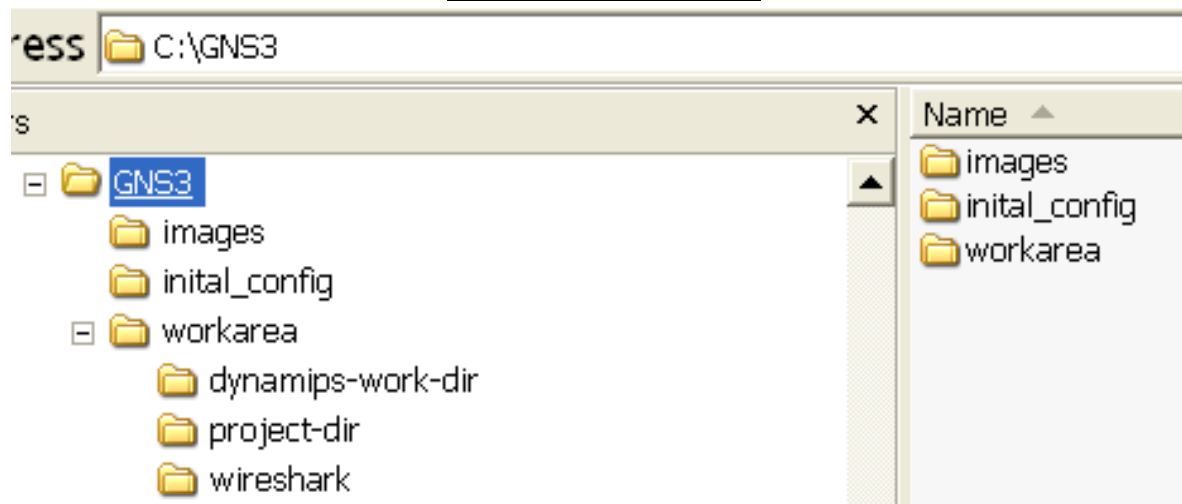 ress C:\GNS3
rs
GNS3
images
inital_config
workarea
dynamips-work-dir
project-dir
wireshark
Name
images
inital_config
workarea